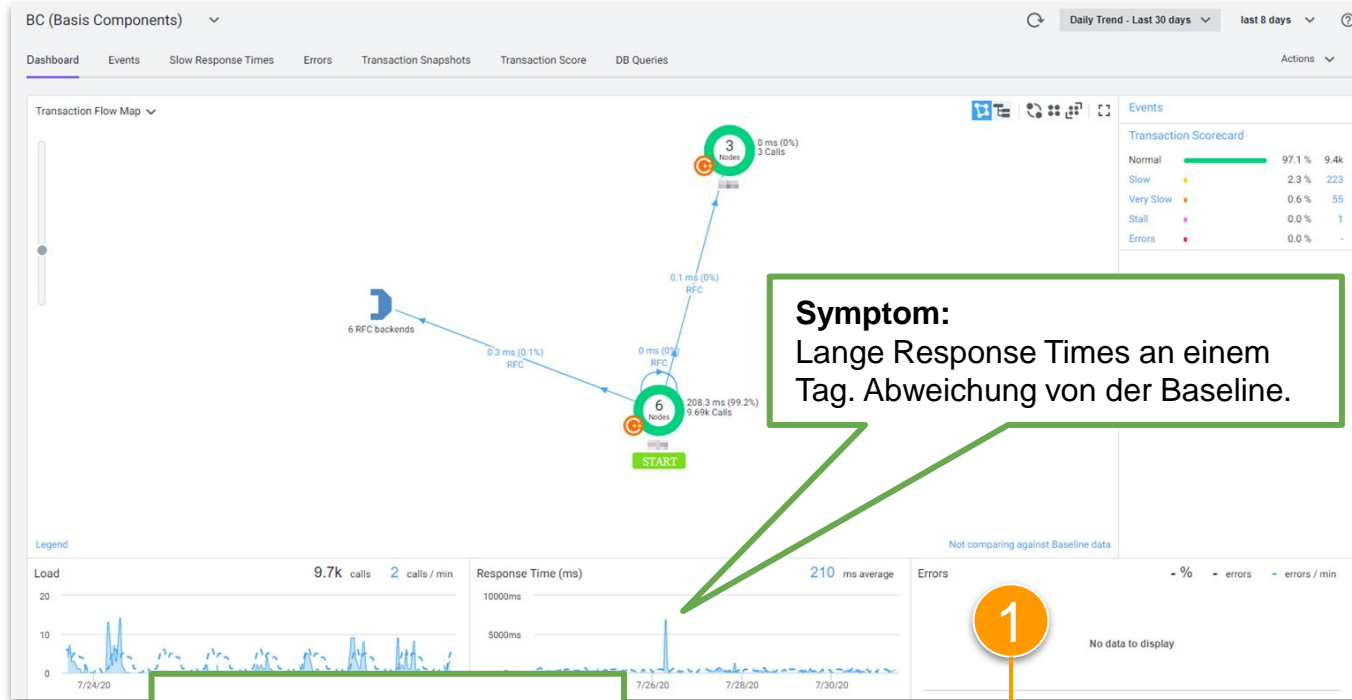 BC (Basis Components)
Daily Trend - Last 30 days
last 8 days
Dashboard Events Slow Response Times Errors Transaction Snapshots Transaction Score DB Queries
Actions
Transaction Flow Map
Events
Transaction Scorecard
Normal 97.1 % 9.4k
Slow 2.3 % 223
Very Slow 0.6 % 55
Stall 0.0 % 1
Errors 0.0 % -
3
Nodes
0 ms (0%)
3 Calls
0.1 ms (0%)
RFC
6 RFC backends
0.3 ms (0.1%)
RFC
0 ms (0%)
RFC
6
Nodes
208.3 ms (99.2%)
9.69k Calls
START
Symptom:
Lange Response Times an einem
Tag. Abweichung von der Baseline.
Legend
Not comparing against Baseline data
Load 9.7k calls 2 calls / min
20
10
0
7/24/20
Response Time (ms) 210 ms average
10000ms
5000ms
7/26/20 7/28/20 7/30/20
Errors - % - errors - errors / min
1
No data to display